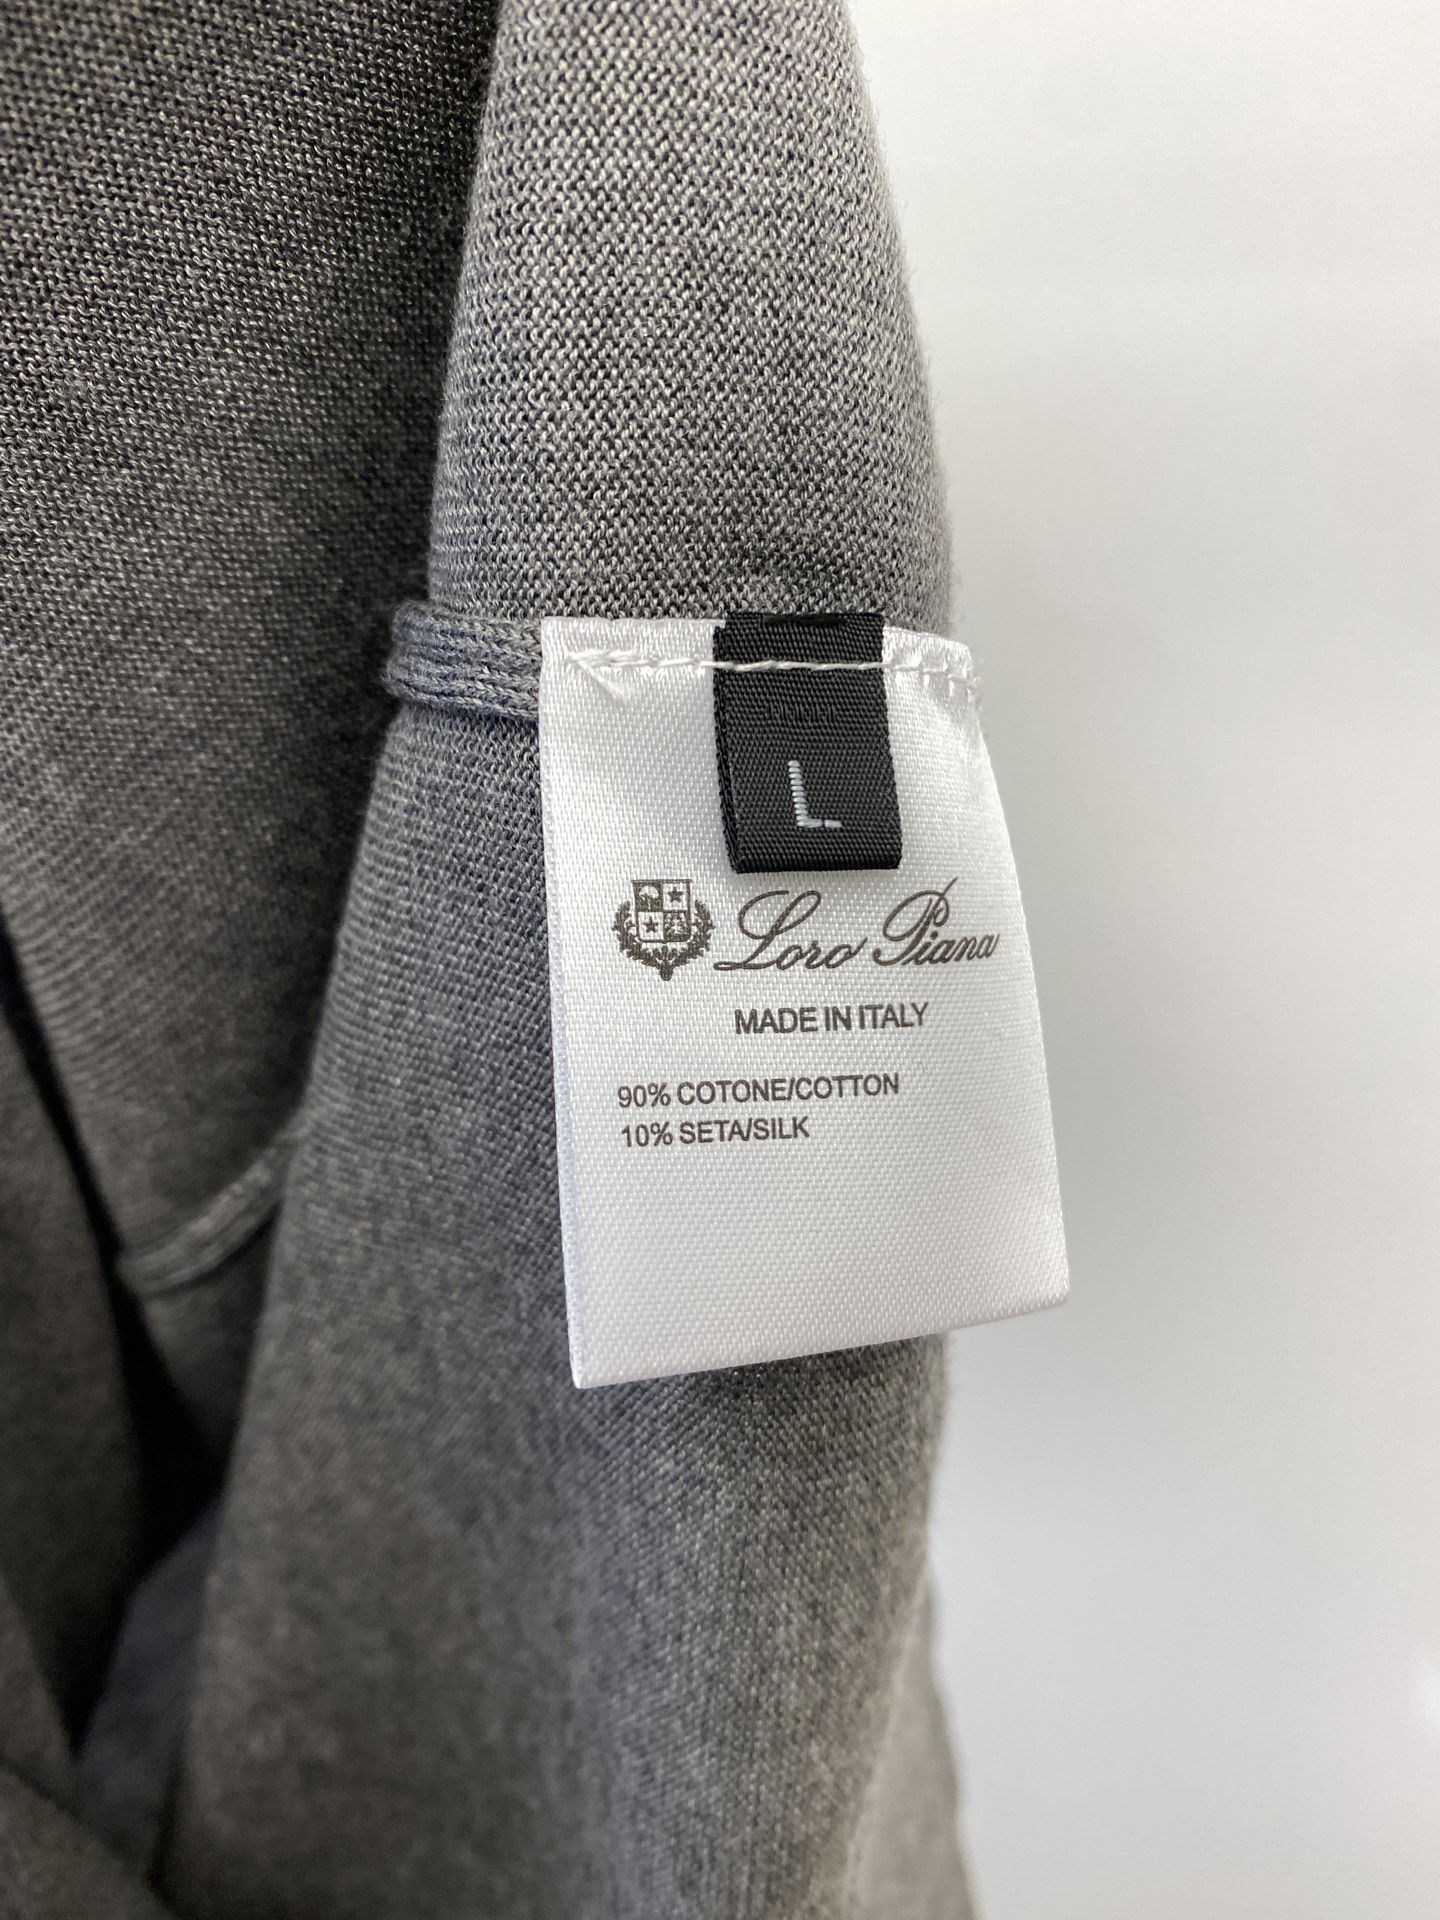 L
Loro Piana
MADE IN ITALY
90% COTONE/COTTON
10% SETA/SILK